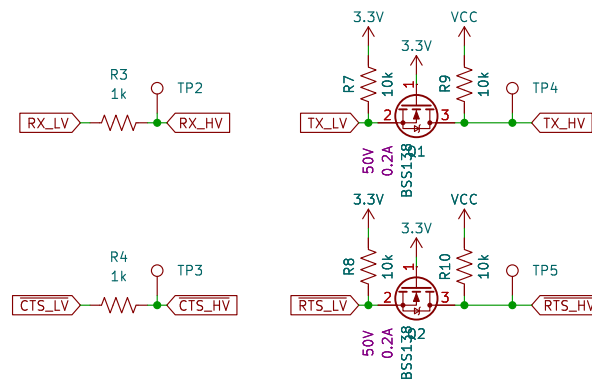 3.3V
VCC
3.3V
R3
1k
TP2
R7
10k
1
R9
10k
TP4
RX_LV
RX_HV
TX_LV
2
3
TX_HV
Q1
50V
0.2A
BSS138
3.3V
VCC
3.3V
R4
1k
TP3
R8
10k
1
R10
10k
TP5
CTS_LV
CTS_HV
RTS_LV
2
3
RTS_HV
Q2
50V
0.2A
BSS138